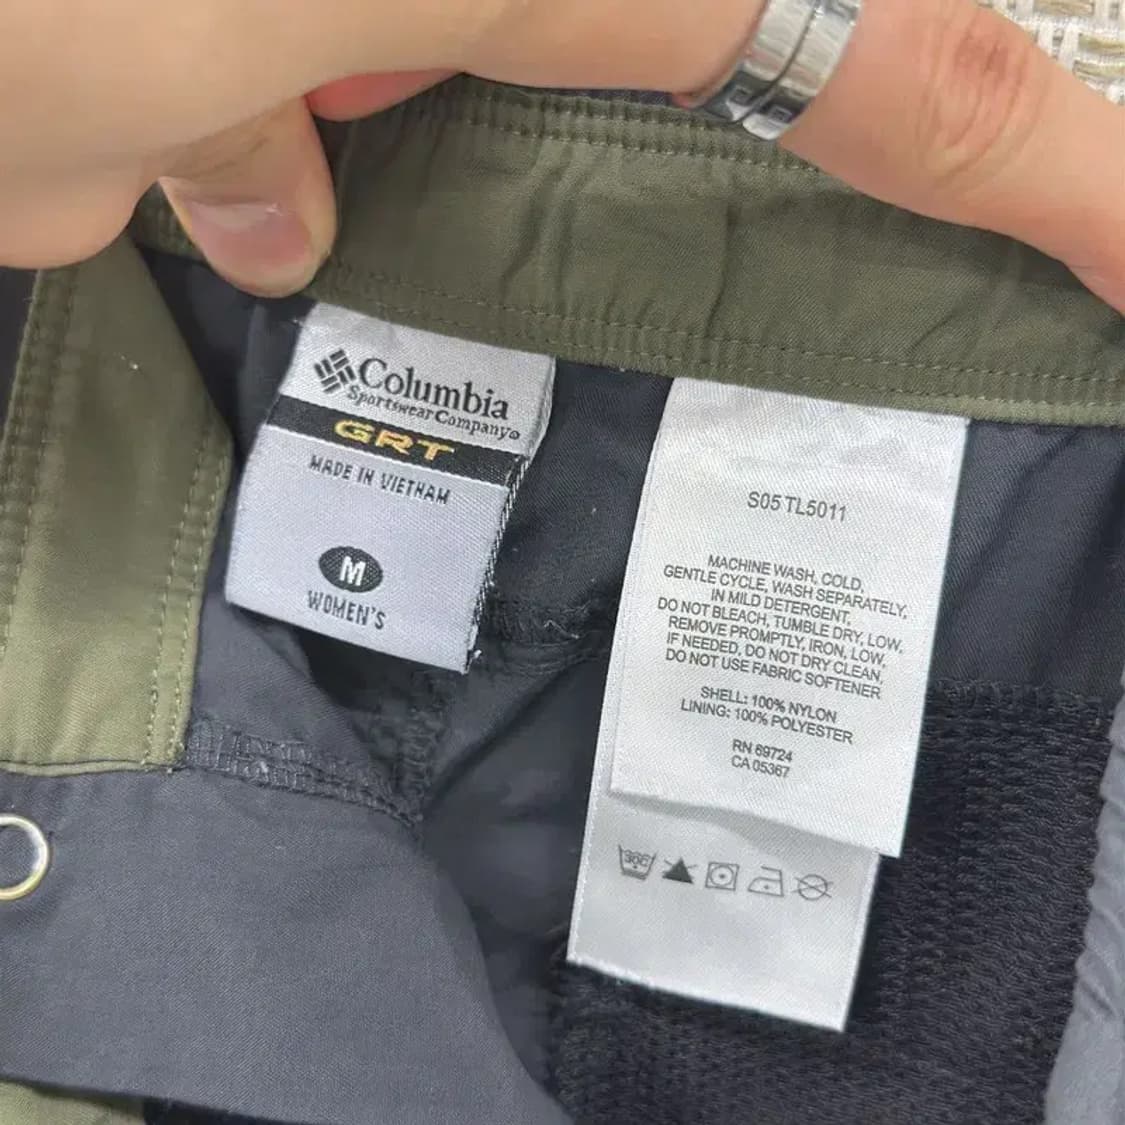 Columbia
Sportswear Company®
GRT
MADE IN VIETNAM
M
WOMEN'S
S05 TL5011
MACHINE WASH, COLD,
GENTLE CYCLE, WASH SEPARATELY,
IN MILD DETERGENT,
DO NOT BLEACH, TUMBLE DRY, LOW,
REMOVE PROMPTLY, IRON, LOW,
IF NEEDED, DO NOT DRY CLEAN,
DO NOT USE FABRIC SOFTENER
SHELL: 100% NYLON
LINING: 100% POLYESTER
RN 69724
CA 05367